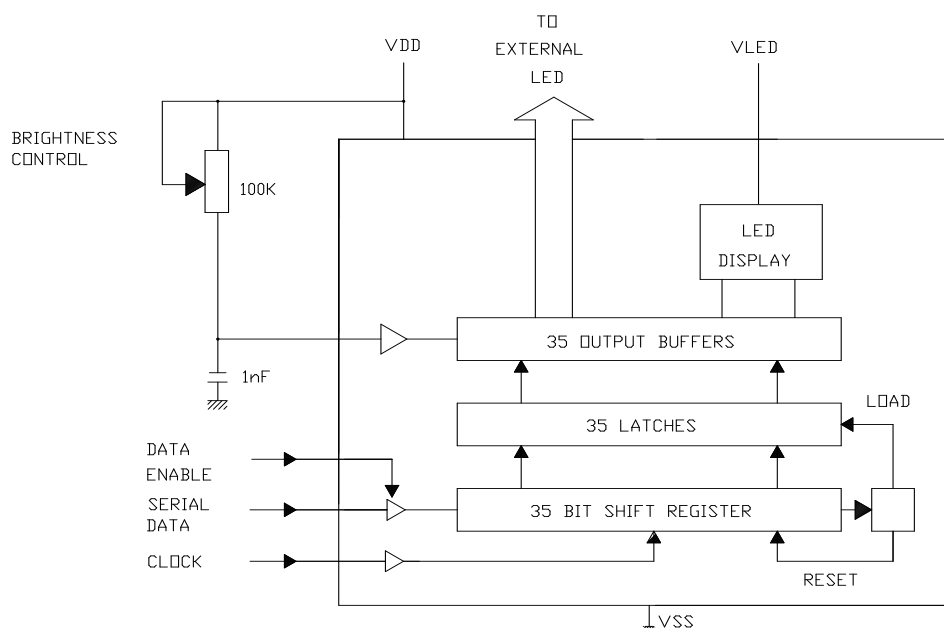 TO
EXTERNAL
LED
VDD
VLED
BRIGHTNESS
CONTROL
100K
LED
DISPLAY
35 OUTPUT BUFFERS
1nF
LOAD
35 LATCHES
DATA
ENABLE
SERIAL
DATA
35 BIT SHIFT REGISTER
CLOCK
RESET
VSS